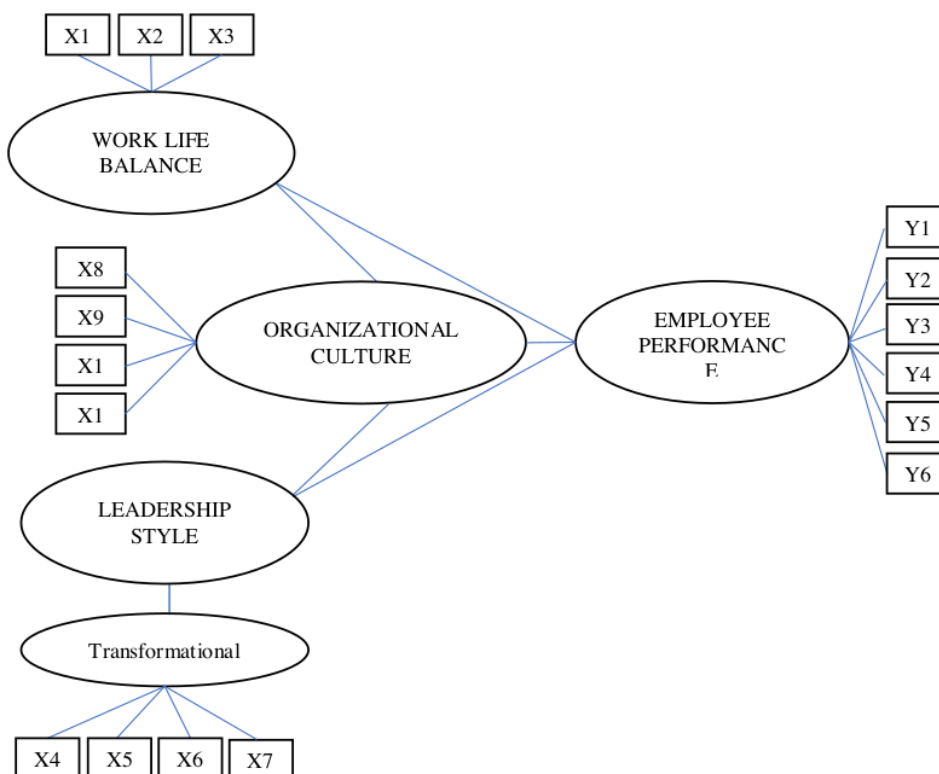 X1 X2 X3
WORK LIFE
BALANCE
X8
X9
X1
X1
ORGANIZATIONAL
CULTURE
EMPLOYEE
PERFORMANC
E
Y1
Y2
Y3
Y4
Y5
Y6
LEADERSHIP
STYLE
Transformational
X4 X5 X6 X7